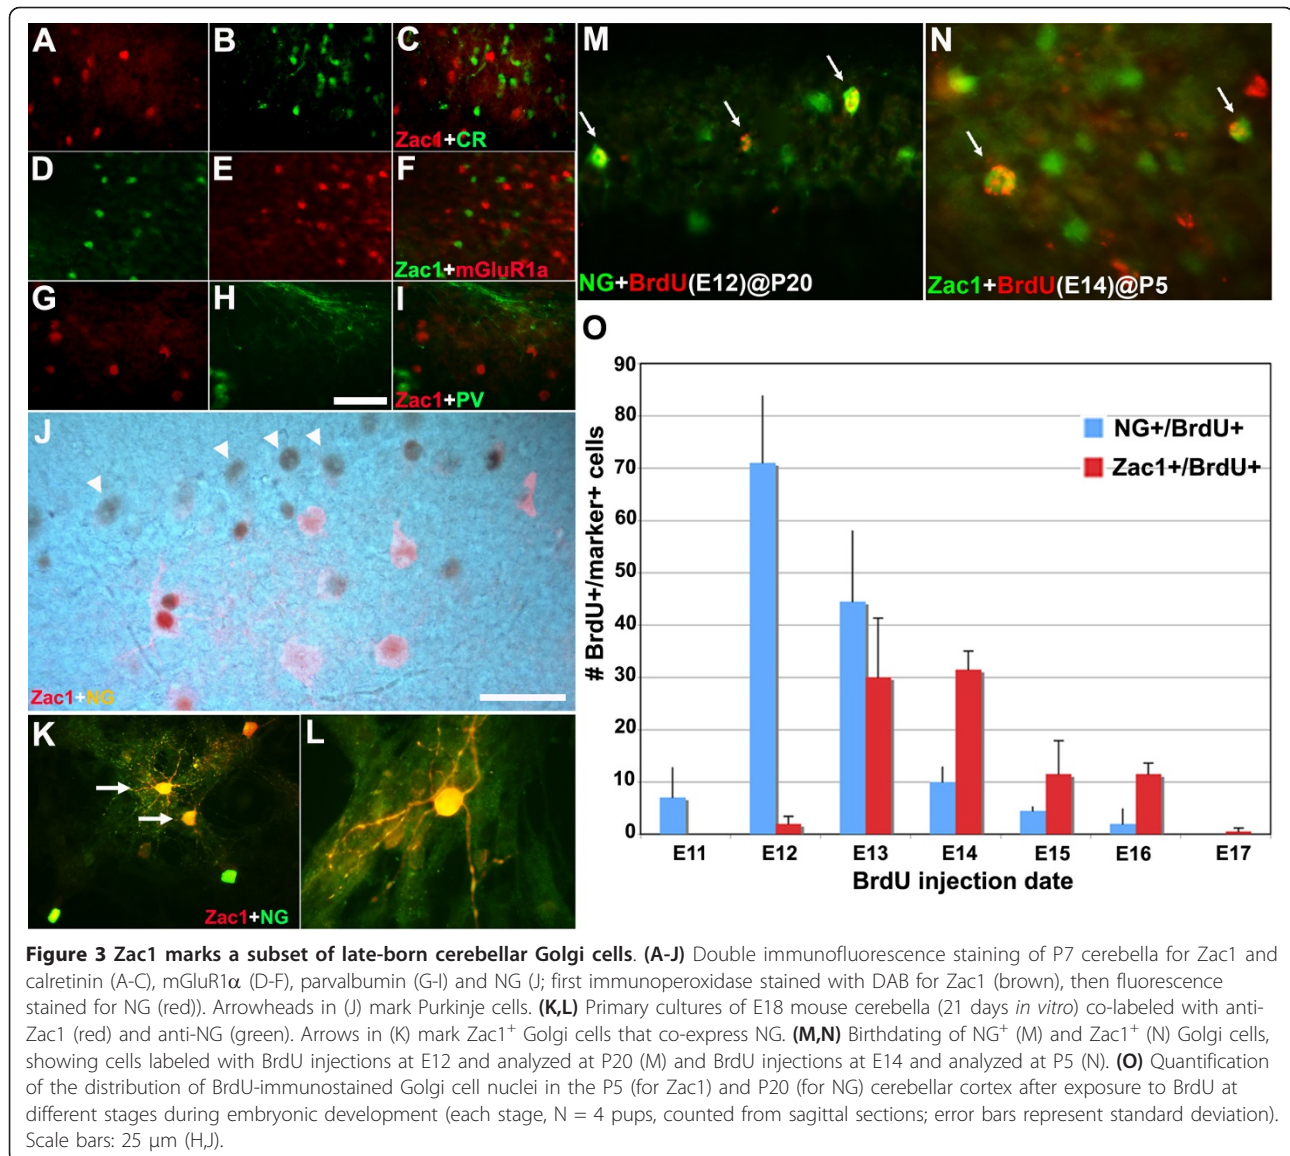 A
B
C
Zac1+CR
D
E
F
Zac1+mGluR1a
G
H
I
Zac1+PV
J
Zac1+NG
K
L
Zac1+NG
M
NG+BrdU(E12)@P20
N
Zac1+BrdU(E14)@P5
O
90
80
70
60
50
40
30
20
10
0
# BrdU+/marker+ cells
NG+/BrdU+
Zac1+/BrdU+
E11 E12 E13 E14 E15 E16 E17
BrdU injection date
Figure 3 Zac1 marks a subset of late-born cerebellar Golgi cells. (A-J) Double immunofluorescence staining of P7 cerebella for Zac1 and
calretinin (A-C), mGluR1α (D-F), parvalbumin (G-I) and NG (J; first immunoperoxidase stained with DAB for Zac1 (brown), then fluorescence
stained for NG (red)). Arrowheads in (J) mark Purkinje cells. (K,L) Primary cultures of E18 mouse cerebella (21 days in vitro) co-labeled with anti-
Zac1 (red) and anti-NG (green). Arrows in (K) mark Zac1⁺ Golgi cells that co-express NG. (M,N) Birthdating of NG⁺ (M) and Zac1⁺ (N) Golgi cells,
showing cells labeled with BrdU injections at E12 and analyzed at P20 (M) and BrdU injections at E14 and analyzed at P5 (N). (O) Quantification
of the distribution of BrdU-immunostained Golgi cell nuclei in the P5 (for Zac1) and P20 (for NG) cerebellar cortex after exposure to BrdU at
different stages during embryonic development (each stage, N = 4 pups, counted from sagittal sections; error bars represent standard deviation).
Scale bars: 25 μm (H,J).